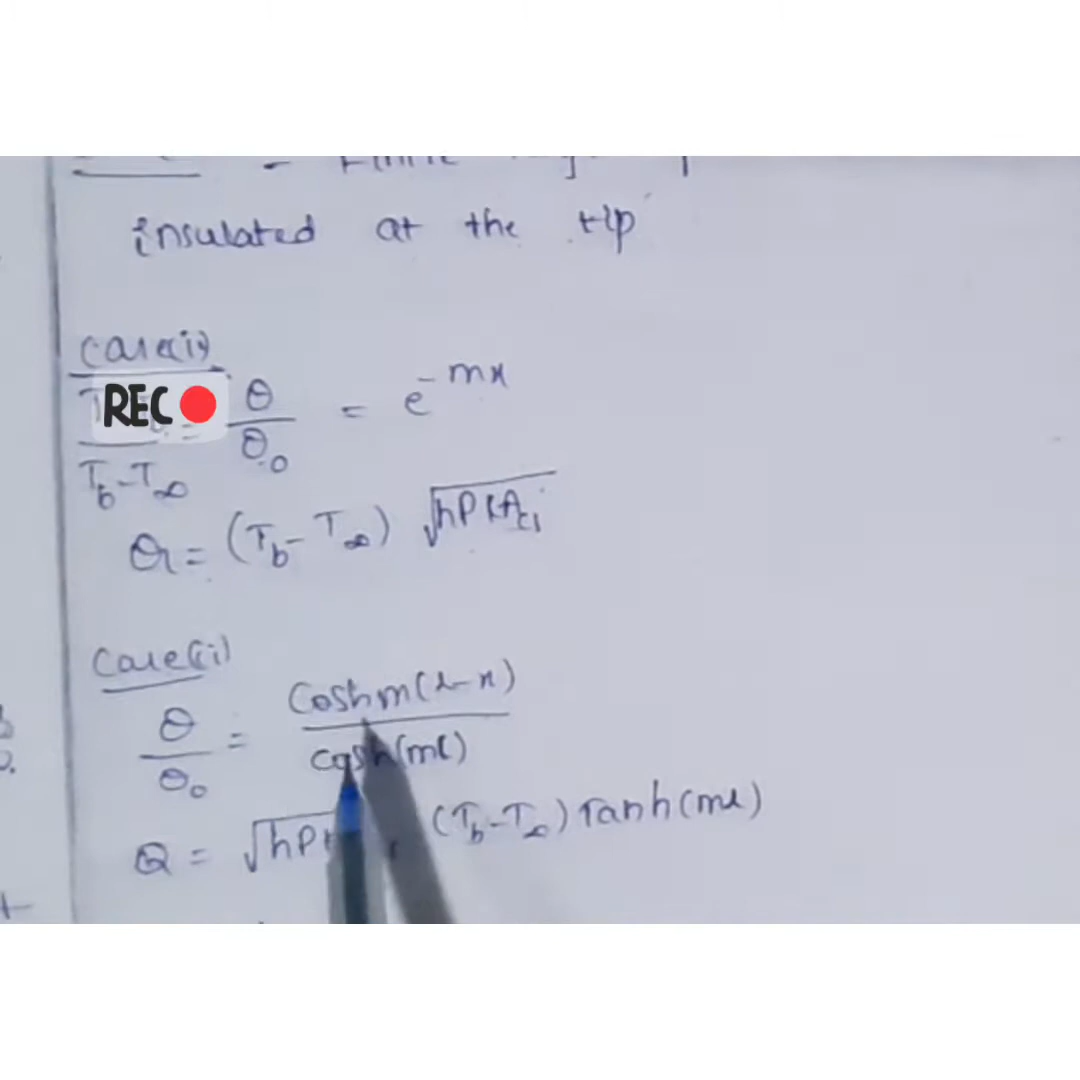 insulated at the tip
Case(i)
REC
θ/θ₀ = e^-mx
T_b-T_∞
Q = (T_b - T_∞) √hPkA_c
Case(ii)
θ/θ₀ = Coshm(l-x)/cosh(ml)
Q = √hP (T_b-T_∞) Tanh(ml)